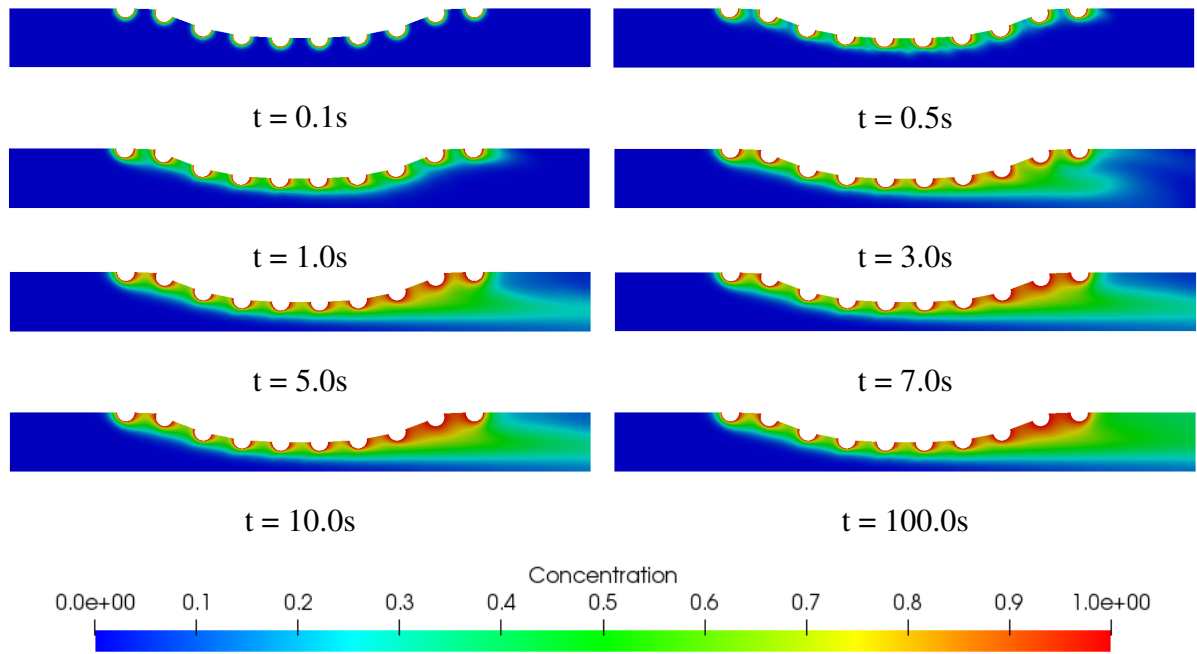 t = 0.1s
t = 0.5s
t = 1.0s
t = 3.0s
t = 5.0s
t = 7.0s
t = 10.0s
t = 100.0s
Concentration
0.0e+00 0.1 0.2 0.3 0.4 0.5 0.6 0.7 0.8 0.9 1.0e+00